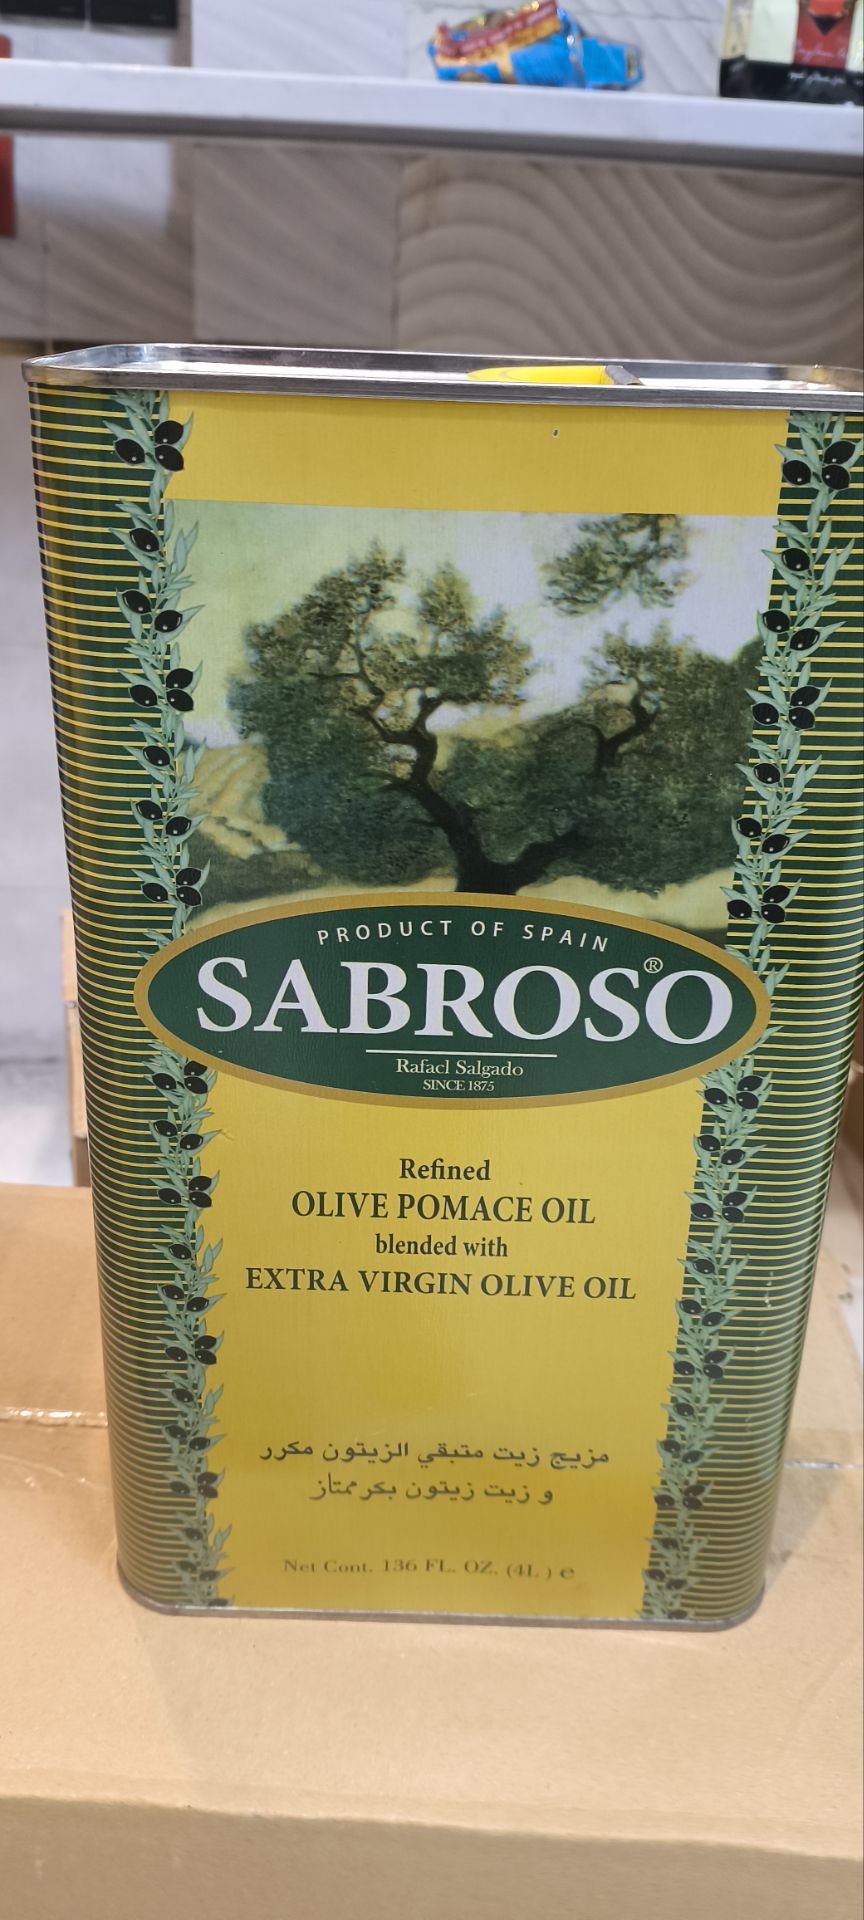 PRODUCT OF SPAIN
SABROSO®
Rafael Salgado
SINCE 1875
Refined
OLIVE POMACE OIL
blended with
EXTRA VIRGIN OLIVE OIL
مزيج زيت متبقي الزيتون مكرر
و زيت زيتون بكر ممتاز
Net Cont. 136 FL. OZ. (4L) e